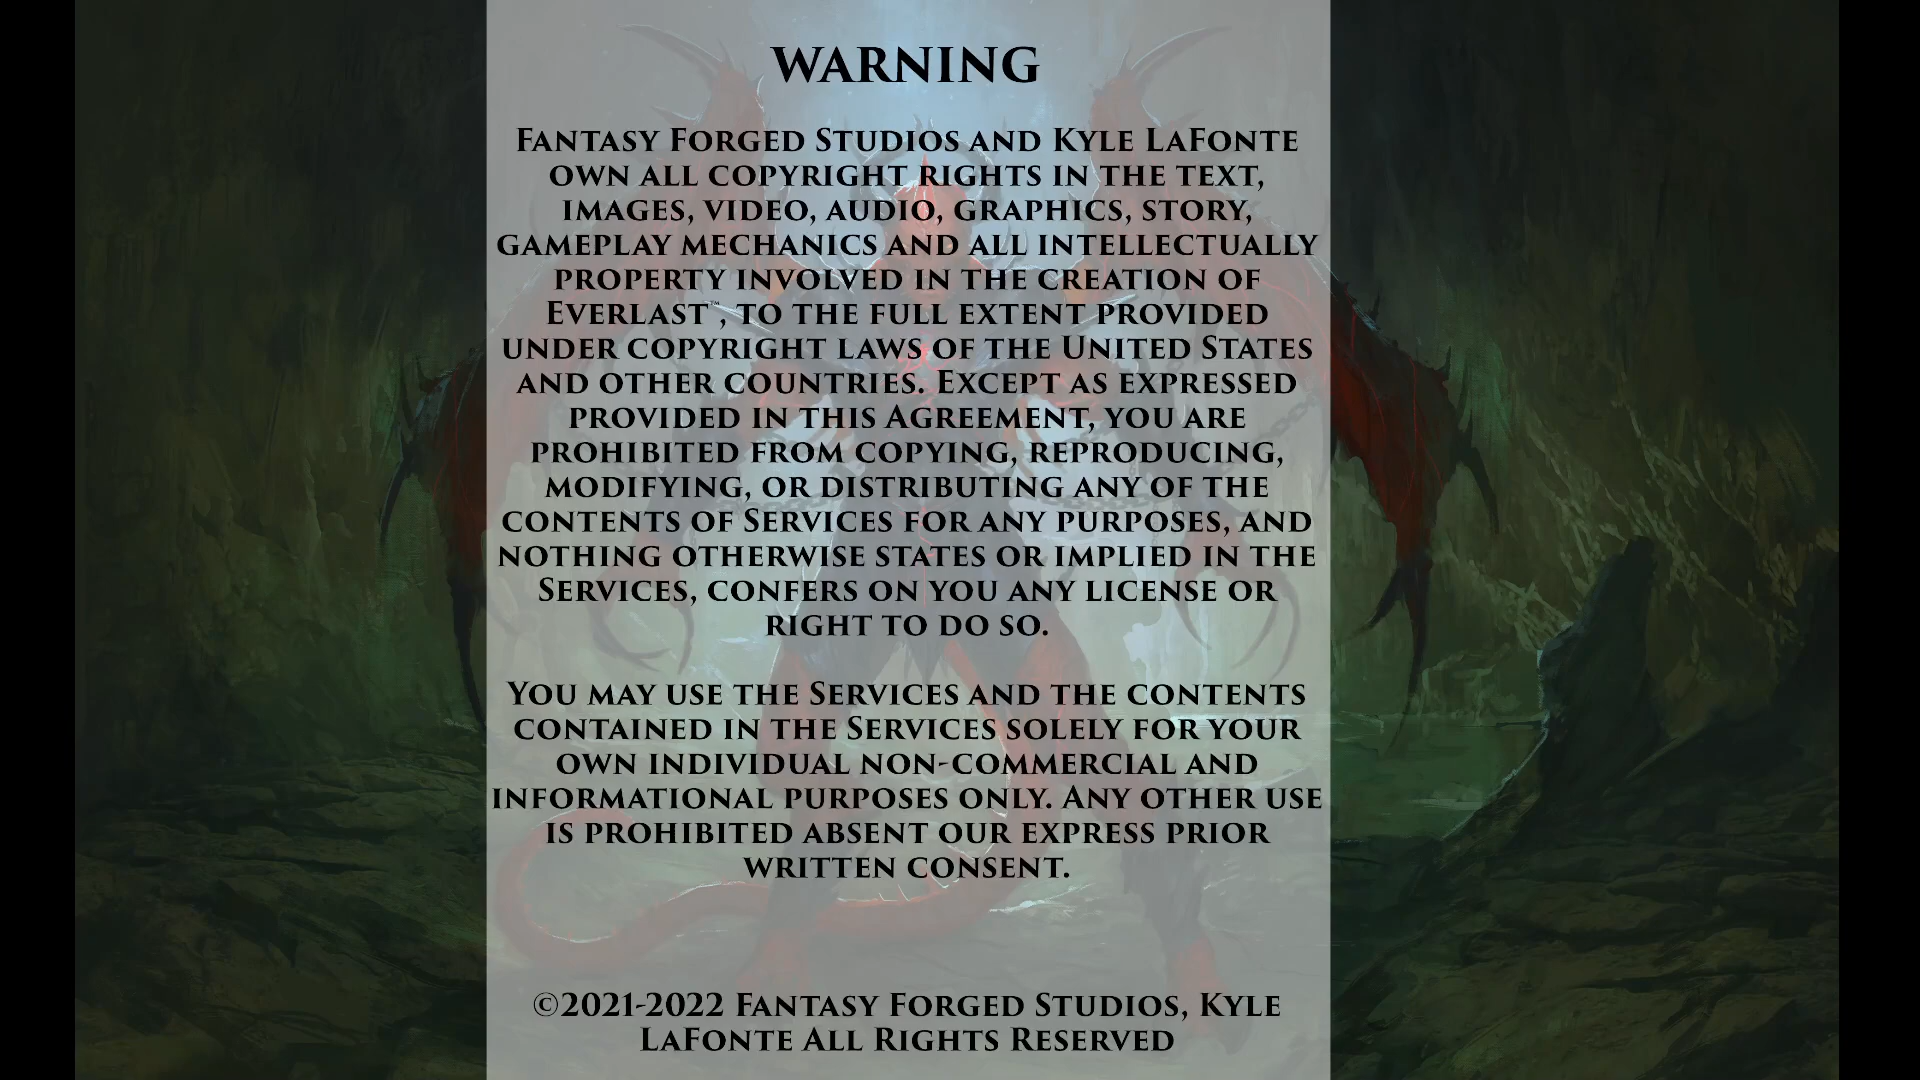 WARNING
Fantasy Forged Studios and Kyle LaFonte
own all copyright rights in the text,
images, video, audio, graphics, story,
gameplay mechanics and all intellectually
property involved in the creation of
Everlast™, to the full extent provided
under copyright laws of the United States
and other countries. Except as expressed
provided in this Agreement, you are
prohibited from copying, reproducing,
modifying, or distributing any of the
contents of Services for any purposes, and
nothing otherwise states or implied in the
Services, confers on you any license or
right to do so.
You may use the Services and the contents
contained in the Services solely for your
own individual non-commercial and
informational purposes only. Any other use
is prohibited absent our express prior
written consent.
©2021-2022 Fantasy Forged Studios, Kyle
LaFonte All Rights Reserved